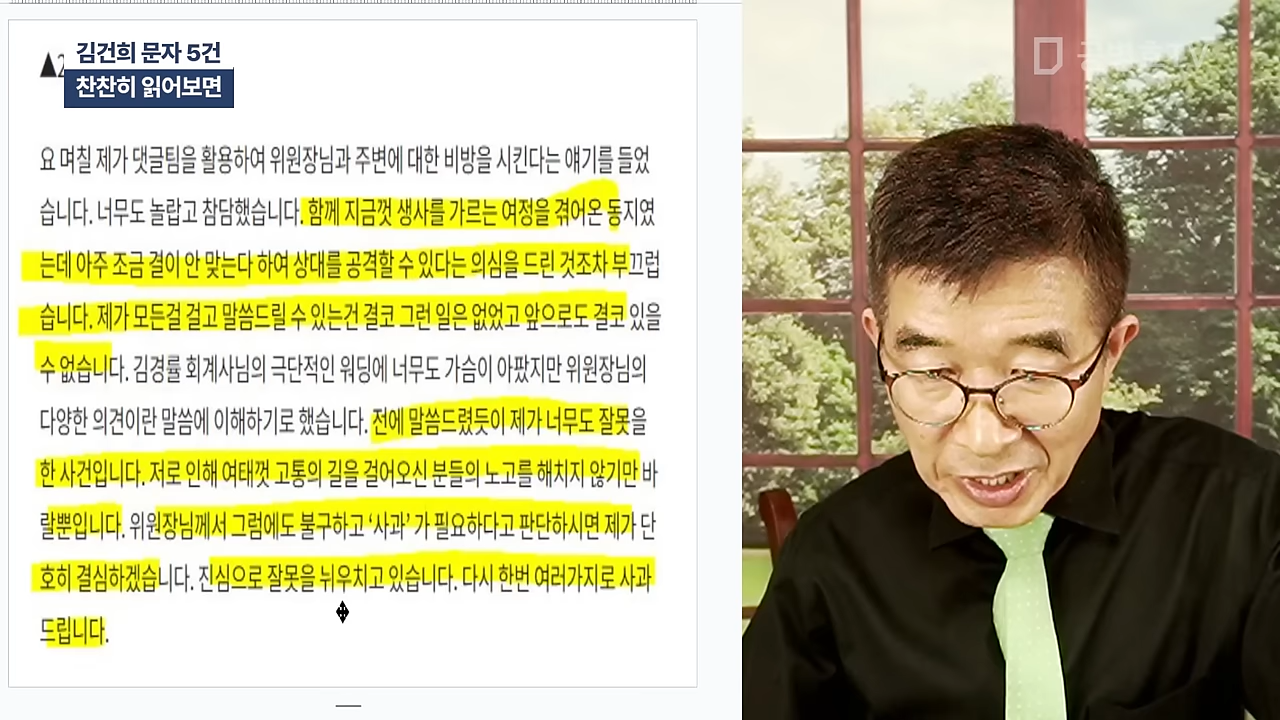 김건희 문자 5건
찬찬히 읽어보면
▲2
요 며칠 제가 댓글팀을 활용하여 위원장님과 주변에 대한 비방을 시킨다는 얘기를 들었
습니다. 너무도 놀랍고 참담했습니다. 함께 지금껏 생사를 가르는 여정을 겪어온 동지였
는데 아주 조금 결이 안 맞는다 하여 상대를 공격할 수 있다는 의심을 드린 것조차 부끄럽
습니다. 제가 모든걸 걸고 말씀드릴 수 있는건 결코 그런 일은 없었고 앞으로도 결코 있을
수 없습니다. 김경률 회계사님의 극단적인 워딩에 너무도 가슴이 아팠지만 위원장님의
다양한 의견이란 말씀에 이해하기로 했습니다. 전에 말씀드렸듯이 제가 너무도 잘못을
한 사건입니다. 저로 인해 여태껏 고통의 길을 걸어오신 분들의 노고를 해치지 않기만 바
랄뿐입니다. 위원장님께서 그럼에도 불구하고 ‘사과’가 필요하다고 판단하시면 제가 단
호히 결심하겠습니다. 진심으로 잘못을 뉘우치고 있습니다. 다시 한번 여러가지로 사과
드립니다.
공병호TV